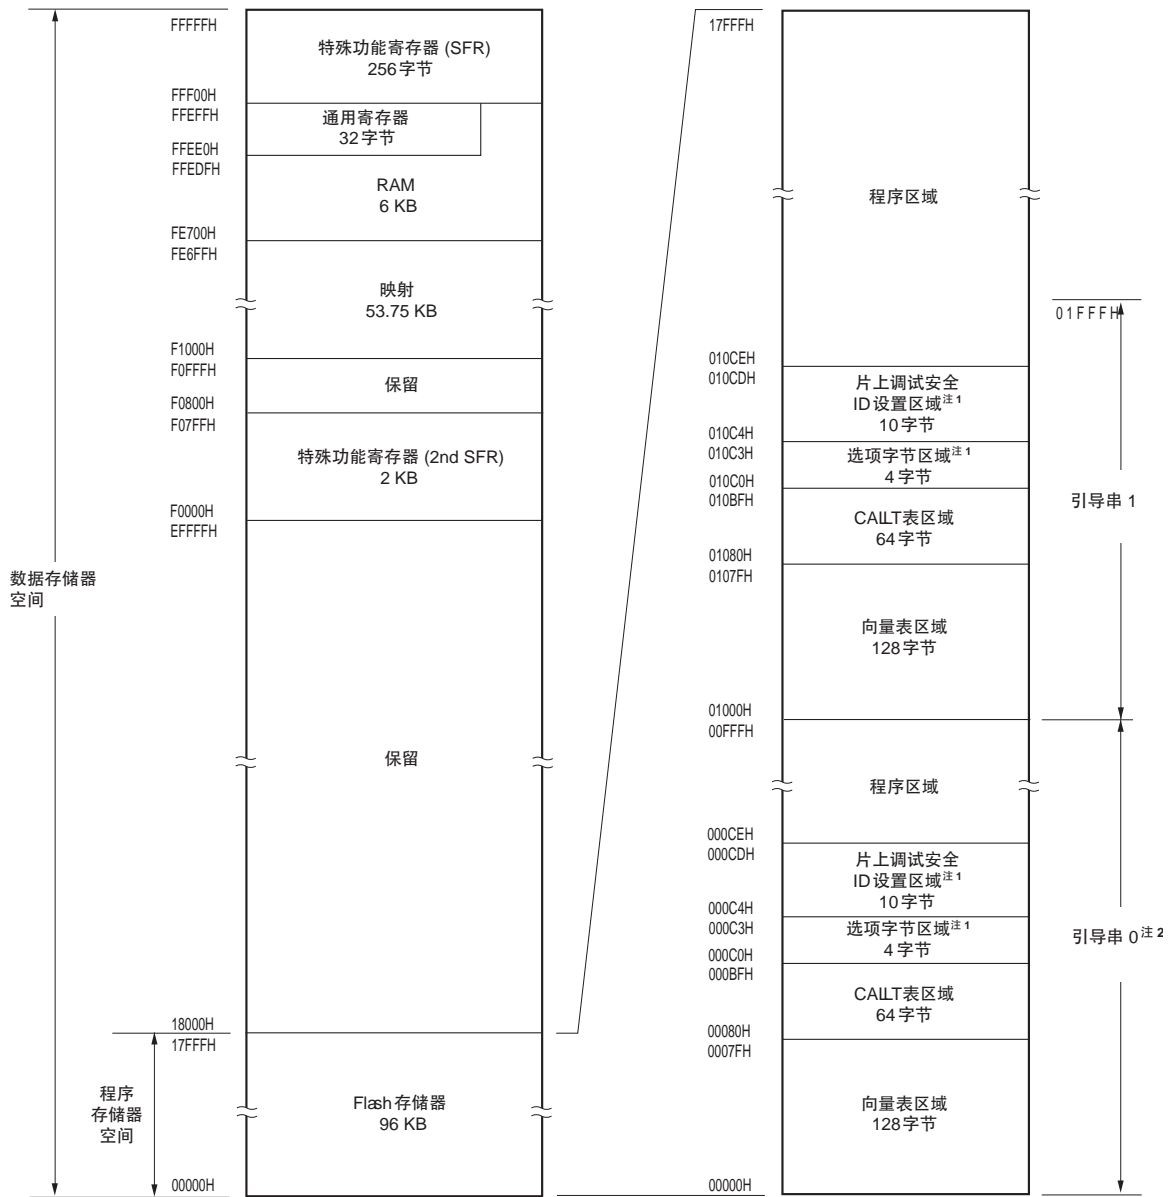 FFFFFH
特殊功能寄存器 (SFR)
256字节
FFF00H
FFEFFH
通用寄存器
32字节
FFEE0H
FFEDFH
RAM
6 KB
FE700H
FE6FFH
映射
53.75 KB
F1000H
F0FFFH
保留
F0800H
F07FFH
特殊功能寄存器 (2nd SFR)
2 KB
F0000H
EFFFFH
数据存储器
空间
保留
18000H
17FFFH
程序
存储器
空间
Flash存储器
96 KB
00000H
17FFFH
程序区域
01FFFH
010CEH
010CDH
片上调试安全
ID设置区域注1
10字节
010C4H
010C3H
选项字节区域注1
4字节
010C0H
010BFH
CALLT表区域
64字节
引导串 1
01080H
0107FH
向量表区域
128字节
01000H
00FFFH
程序区域
000CEH
000CDH
片上调试安全
ID设置区域注1
10字节
000C4H
000C3H
选项字节区域注1
4字节
引导串 0注2
000C0H
000BFH
CALLT表区域
64字节
00080H
0007FH
向量表区域
128字节
00000H